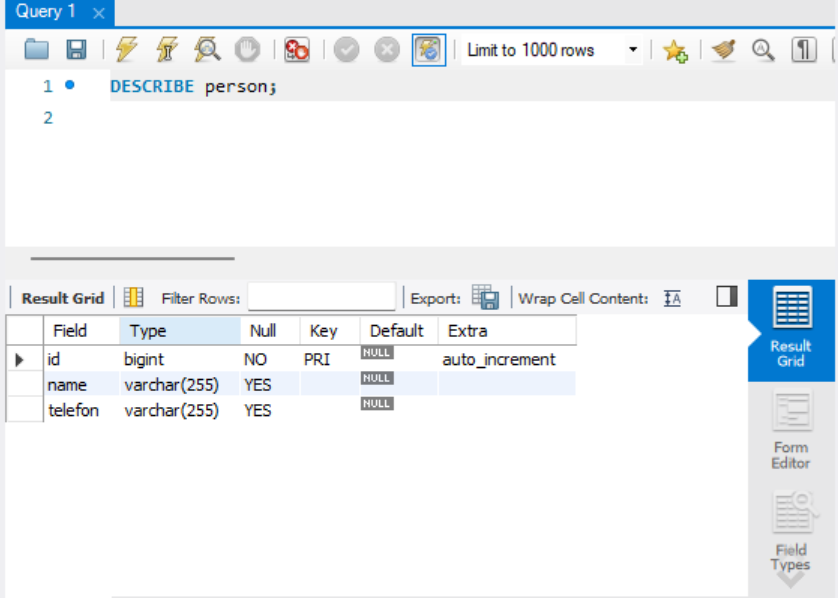 Query 1
Limit to 1000 rows
1 DESCRIBE person;
2
Result Grid Filter Rows: Export: Wrap Cell Content: IA
Field Type Null Key Default Extra
id bigint NO PRI NULL auto_increment
name varchar(255) YES NULL
telefon varchar(255) YES NULL
Result
Grid
Form
Editor
Field
Types